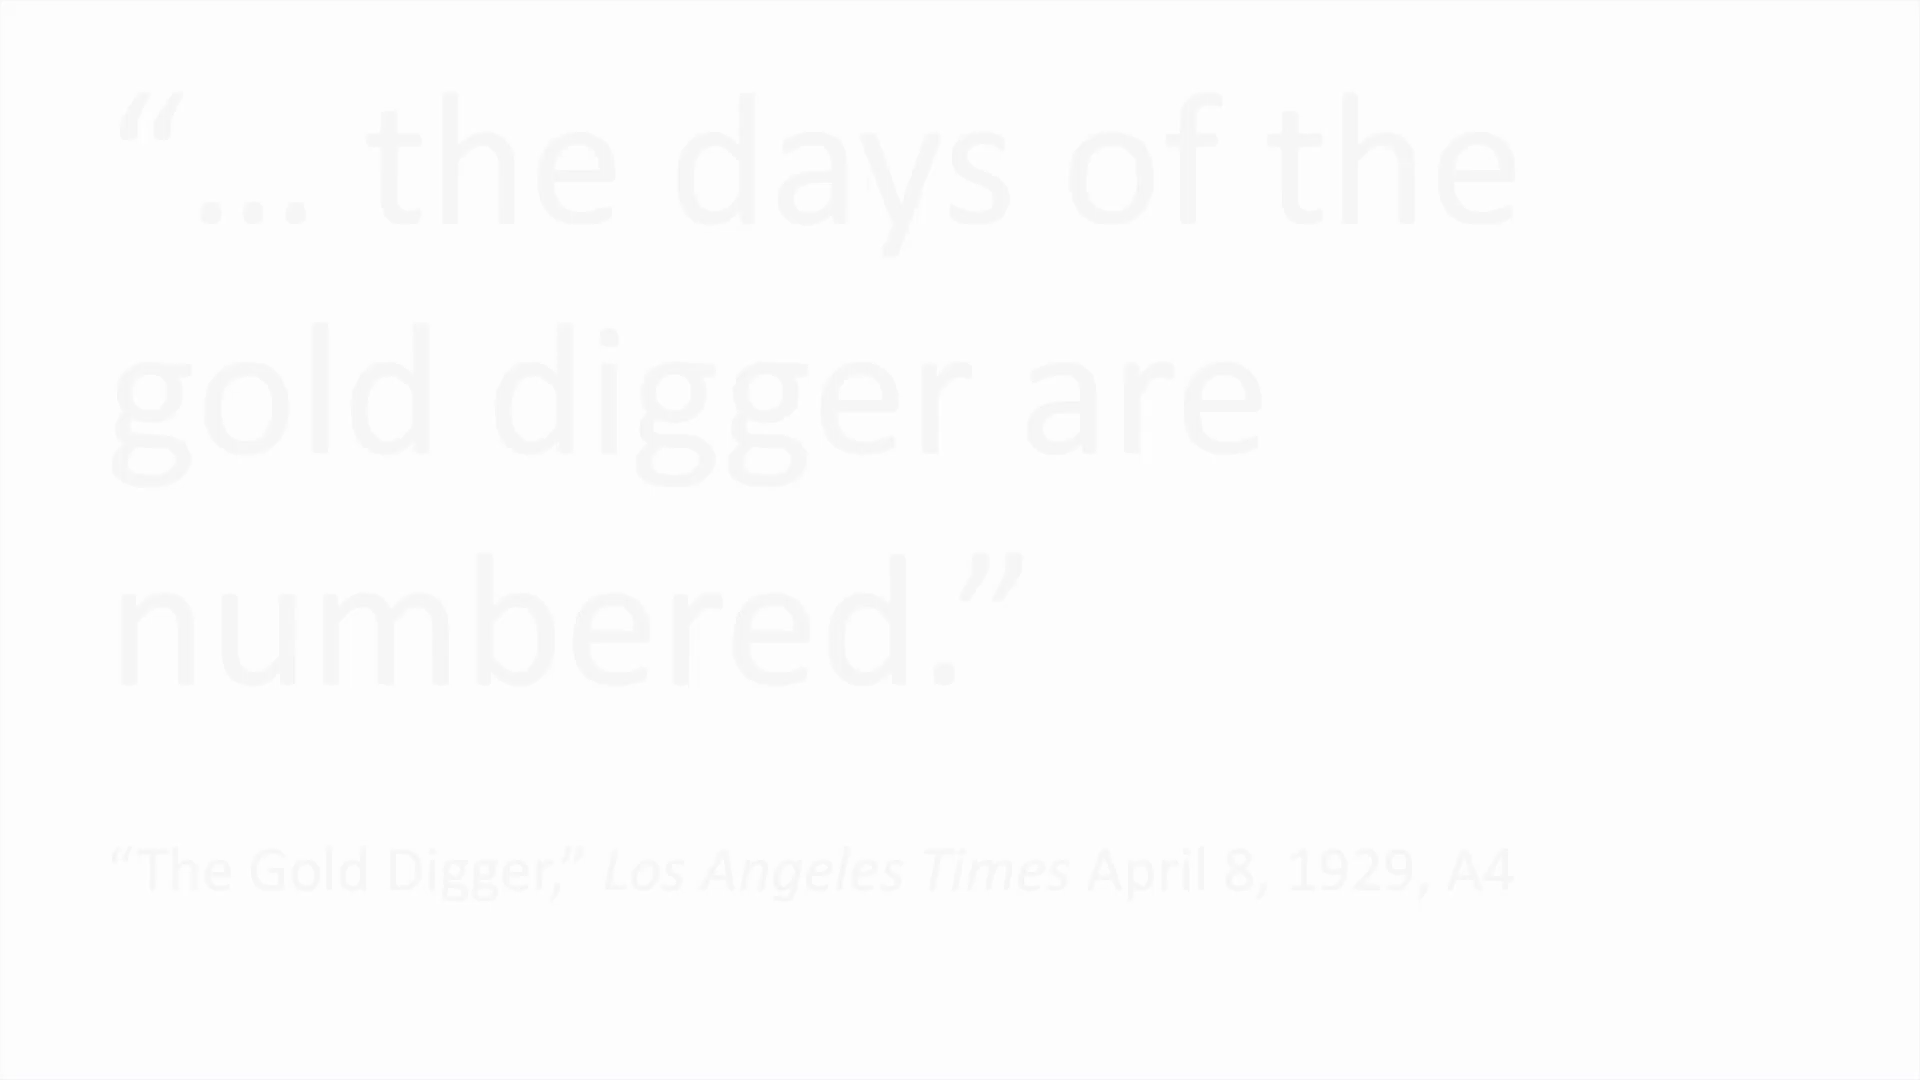 “... the days of the
gold digger are
numbered.”
“The Gold Digger,” Los Angeles Times April 8, 1929, A4